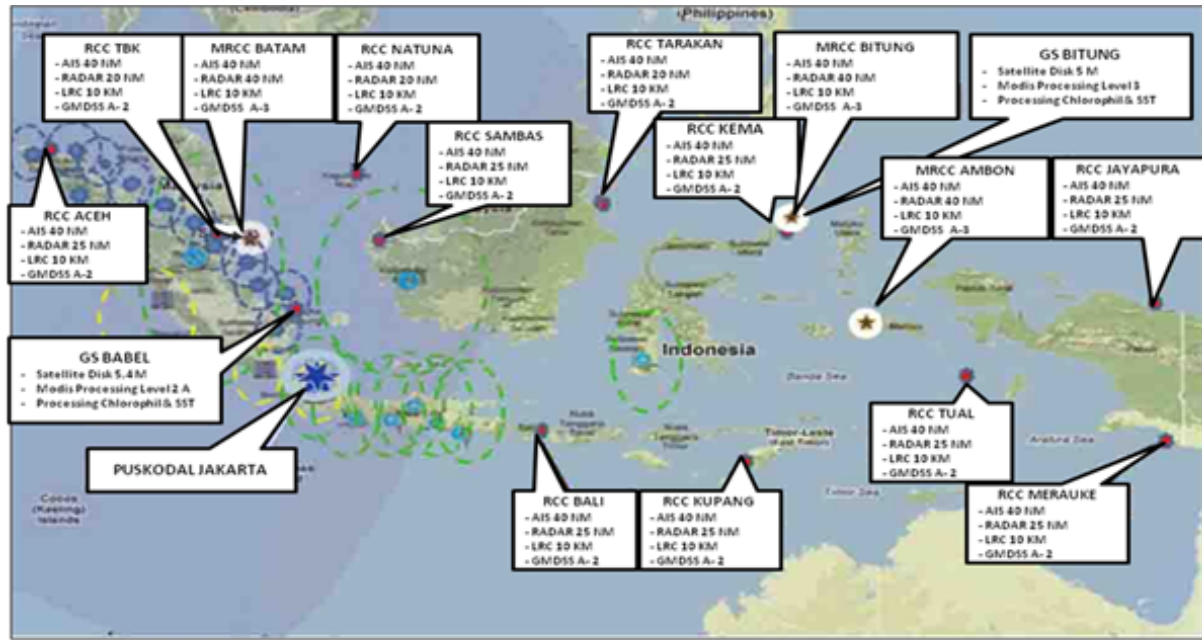 (Philippines)
RCC TBK
- AIS 40 NM
- RADAR 20 NM
- LRC 10 KM
- GMDSS A- 2
MRCC BATAM
- AIS 40 NM
- RADAR 40 NM
- LRC 10 KM
- GMDSS A-3
RCC NATUNA
- AIS 40 NM
- RADAR 20 NM
- LRC 10 KM
- GMDSS A- 2
RCC TARAKAN
- AIS 40 NM
- RADAR 20 NM
- LRC 10 KM
- GMDSS A- 2
MRCC BITUNG
- AIS 40 NM
- RADAR 40 NM
- LRC 10 KM
- GMDSS A-3
GS BITUNG
- Satellite Disk 5 M
- Modis Processing Level 3
- Processing Chlorophil & SST
RCC SAMBAS
- AIS 40 NM
- RADAR 25 NM
- LRC 10 KM
- GMDSS A- 2
RCC KEMA
- AIS 40 NM
- RADAR 25 NM
- LRC 10 KM
- GMDSS A- 2
MRCC AMBON
- AIS 40 NM
- RADAR 40 NM
- LRC 10 KM
- GMDSS A-3
RCC JAYAPURA
- AIS 40 NM
- RADAR 25 NM
- LRC 10 KM
- GMDSS A-2
Malaysia
RCC ACEH
- AIS 40 NM
- RADAR 25 NM
- LRC 10 KM
- GMDSS A-2
GS BABEL
- Satellite Disk 5.4 M
- Modis Processing Level 2 A
- Processing Chlorophil & SST
Indonesia
Banda Sea
PUSKODAL JAKARTA
Nusa
Tenggara
Timur
Timor-Leste
(East Timor)
Arafura Sea
Timor Sea
RCC TUAL
- AIS 40 NM
- RADAR 25 NM
- LRC 10 KM
- GMDSS A- 2
Cocos
(Keeling)
Islands
RCC BALI
- AIS 40 NM
- RADAR 25 NM
- LRC 10 KM
- GMDSS A- 2
RCC KUPANG
- AIS 40 NM
- RADAR 25 NM
- LRC 10 KM
- GMDSS A- 2
RCC MERAUKE
- AIS 40 NM
- RADAR 25 NM
- LRC 10 KM
- GMDSS A- 2